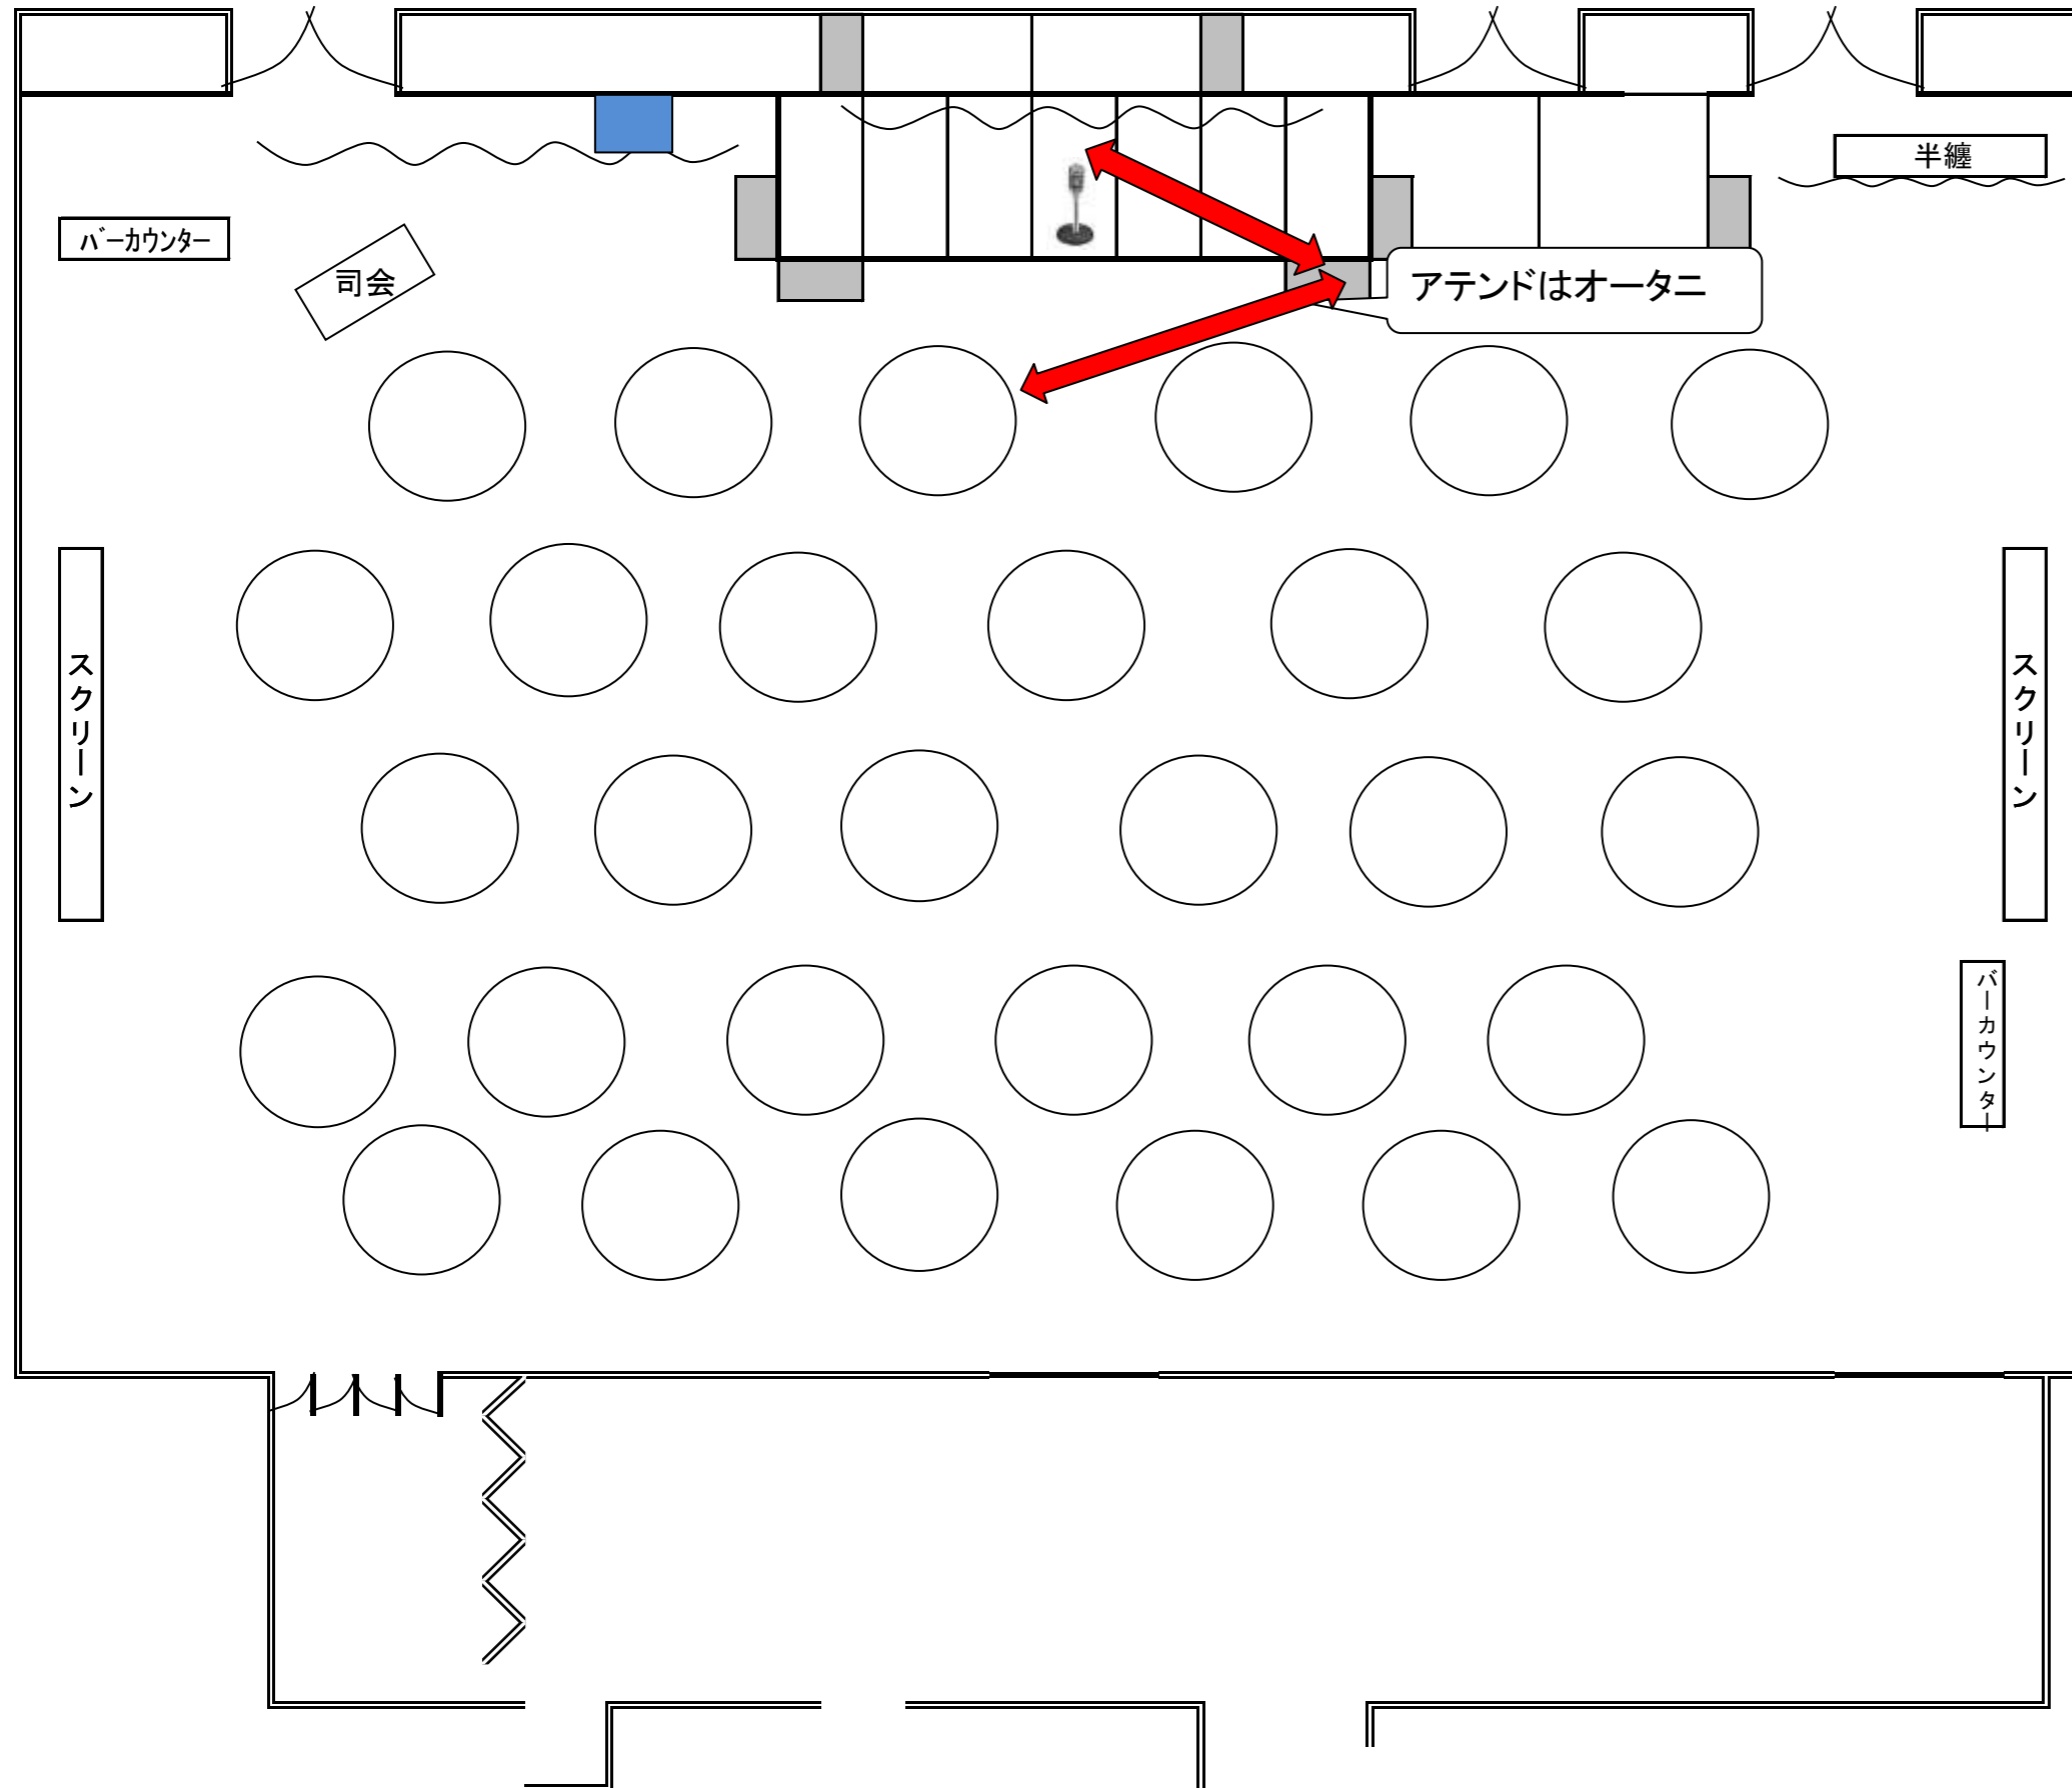 半纏
バーカウンター
司会
アテンドはオータニ
スクリーン
スクリーン
バーカウンター